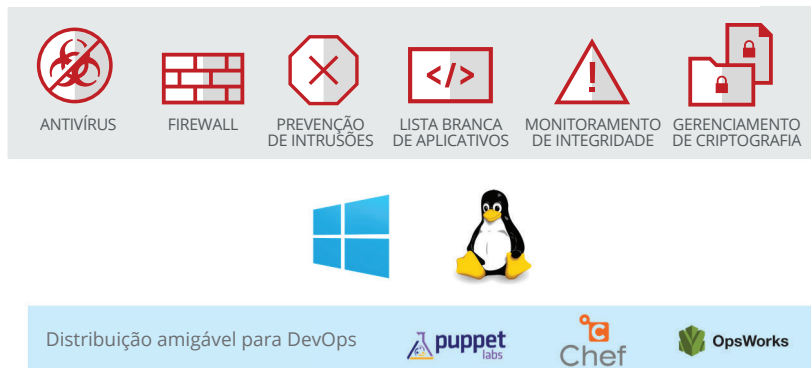 </>
!
ANTIVÍRUS
FIREWALL
PREVENÇÃO
DE INTRUSÕES
LISTA BRANCA
DE APLICATIVOS
MONITORAMENTO
DE INTEGRIDADE
GERENCIAMENTO
DE CRIPTOGRAFIA
Distribuição amigável para DevOps
puppet
labs
Chef
OpsWorks